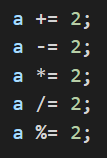 a += 2;
a -= 2;
a *= 2;
a /= 2;
a %= 2;